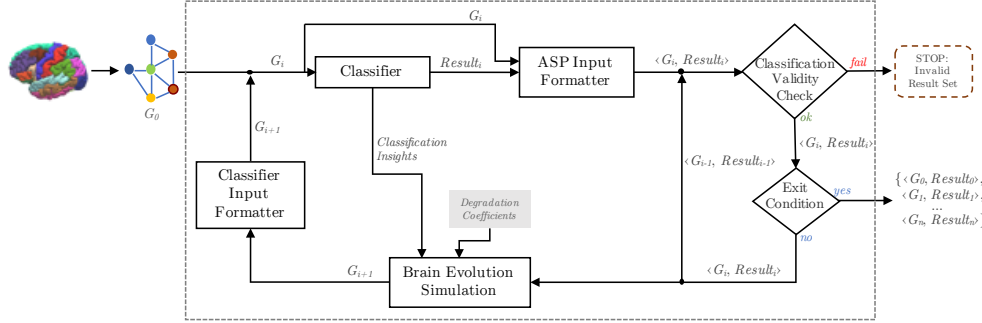 G₀
Gᵢ
Gᵢ
Classifier
Resultᵢ
ASP Input
Formatter
‹Gᵢ, Resultᵢ›
Classification
Validity
Check
fail
STOP:
Invalid
Result Set
ok
‹Gᵢ, Resultᵢ›
Gᵢ₊₁
Classification
Insights
‹Gᵢ₋₁, Resultᵢ₋₁›
Classifier
Input
Formatter
Exit
Condition
yes
{‹G₀, Result₀›,
‹G₁, Result₁›,
...
‹Gₙ, Resultₙ›}
Degradation
Coefficients
no
Gᵢ₊₁
Brain Evolution
Simulation
‹Gᵢ, Resultᵢ›